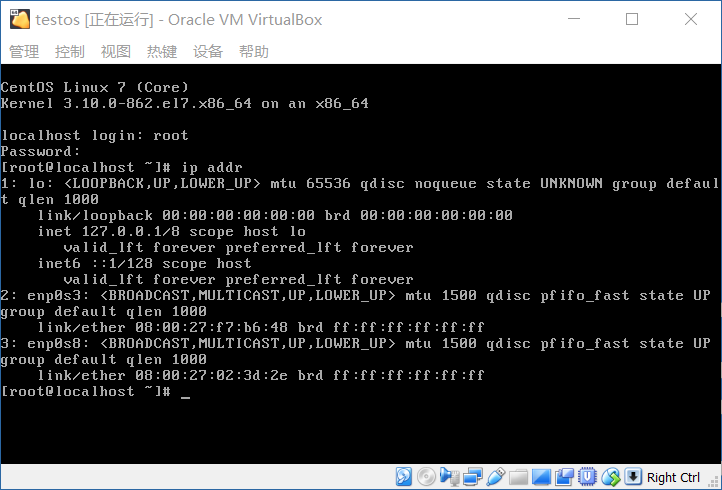 testos [正在运行] - Oracle VM VirtualBox
管理 控制 视图 热键 设备 帮助
CentOS Linux 7 (Core)
Kernel 3.10.0-862.el7.x86_64 on an x86_64
localhost login: root
Password:
[root@localhost ~]# ip addr
1: lo: <LOOPBACK,UP,LOWER_UP> mtu 65536 qdisc noqueue state UNKNOWN group defaul
t qlen 1000
    link/loopback 00:00:00:00:00:00 brd 00:00:00:00:00:00
    inet 127.0.0.1/8 scope host lo
       valid_lft forever preferred_lft forever
    inet6 ::1/128 scope host
       valid_lft forever preferred_lft forever
2: enp0s3: <BROADCAST,MULTICAST,UP,LOWER_UP> mtu 1500 qdisc pfifo_fast state UP
group default qlen 1000
    link/ether 08:00:27:f7:b6:48 brd ff:ff:ff:ff:ff:ff
3: enp0s8: <BROADCAST,MULTICAST,UP,LOWER_UP> mtu 1500 qdisc pfifo_fast state UP
group default qlen 1000
    link/ether 08:00:27:02:3d:2e brd ff:ff:ff:ff:ff:ff
[root@localhost ~]# _
Right Ctrl